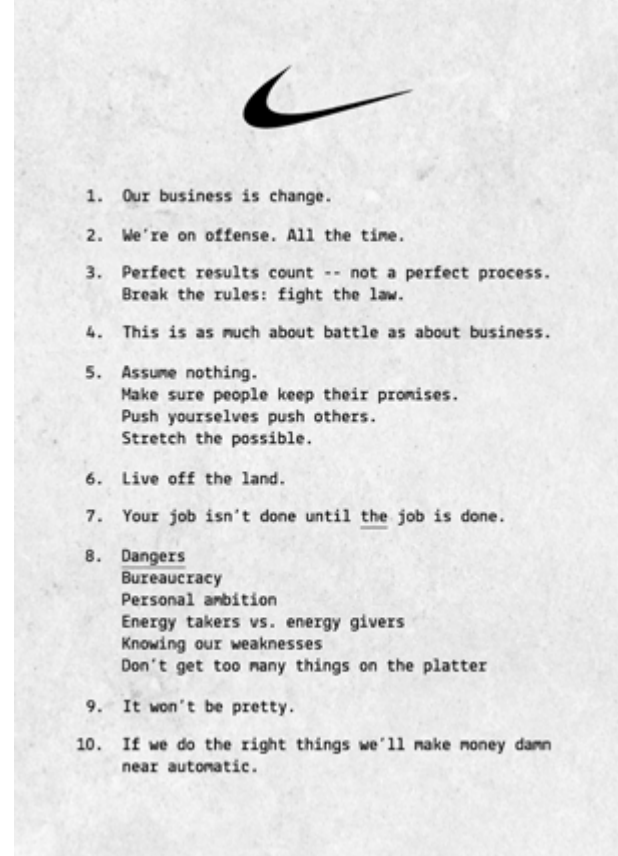 1. Our business is change.
2. We're on offense. All the time.
3. Perfect results count -- not a perfect process.
Break the rules: fight the law.
4. This is as much about battle as about business.
5. Assume nothing.
Make sure people keep their promises.
Push yourselves push others.
Stretch the possible.
6. Live off the land.
7. Your job isn't done until the job is done.
8. Dangers
Bureaucracy
Personal ambition
Energy takers vs. energy givers
Knowing our weaknesses
Don't get too many things on the platter
9. It won't be pretty.
10. If we do the right things we'll make money damn
near automatic.